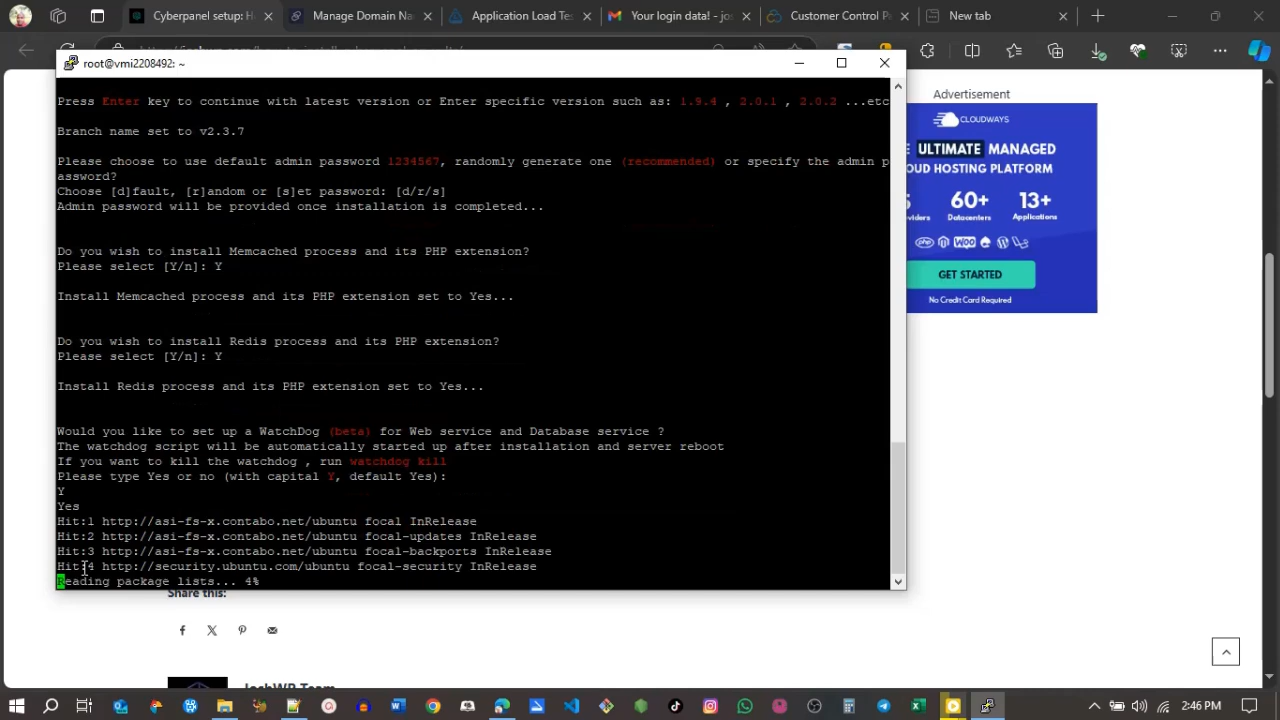 Cyberpanel setup: Ha
Manage Domain Na
Application Load Tes
Your login data! - jos
Customer Control P
New tab
root@vmi2208492: ~
Press Enter key to continue with latest version or Enter specific version such as: 1.9.4 , 2.0.1 , 2.0.2 ...etc
Branch name set to v2.3.7
Please choose to use default admin password 1234567, randomly generate one (recommended) or specify the admin p
assword?
Choose [d]fault, [r]andom or [s]et password: [d/r/s]
Admin password will be provided once installation is completed...
Do you wish to install Memcached process and its PHP extension?
Please select [Y/n]: Y
Install Memcached process and its PHP extension set to Yes...
Do you wish to install Redis process and its PHP extension?
Please select [Y/n]: Y
Install Redis process and its PHP extension set to Yes...
Would you like to set up a WatchDog (beta) for Web service and Database service ?
The watchdog script will be automatically started up after installation and server reboot
If you want to kill the watchdog , run watchdog kill
Please type Yes or no (with capital Y, default Yes):
Y
Yes
Hit:1 http://asi-fs-x.contabo.net/ubuntu focal InRelease
Hit:2 http://asi-fs-x.contabo.net/ubuntu focal-updates InRelease
Hit:3 http://asi-fs-x.contabo.net/ubuntu focal-backports InRelease
Hit:4 http://security.ubuntu.com/ubuntu focal-security InRelease
Reading package lists... 4%
Advertisement
CLOUDWAYS
ULTIMATE MANAGED
OUD HOSTING PLATFORM
60+
13+
Datacenters
Applications
GET STARTED
No Credit Card Required
Share this:
JoshWP Team
2:46 PM